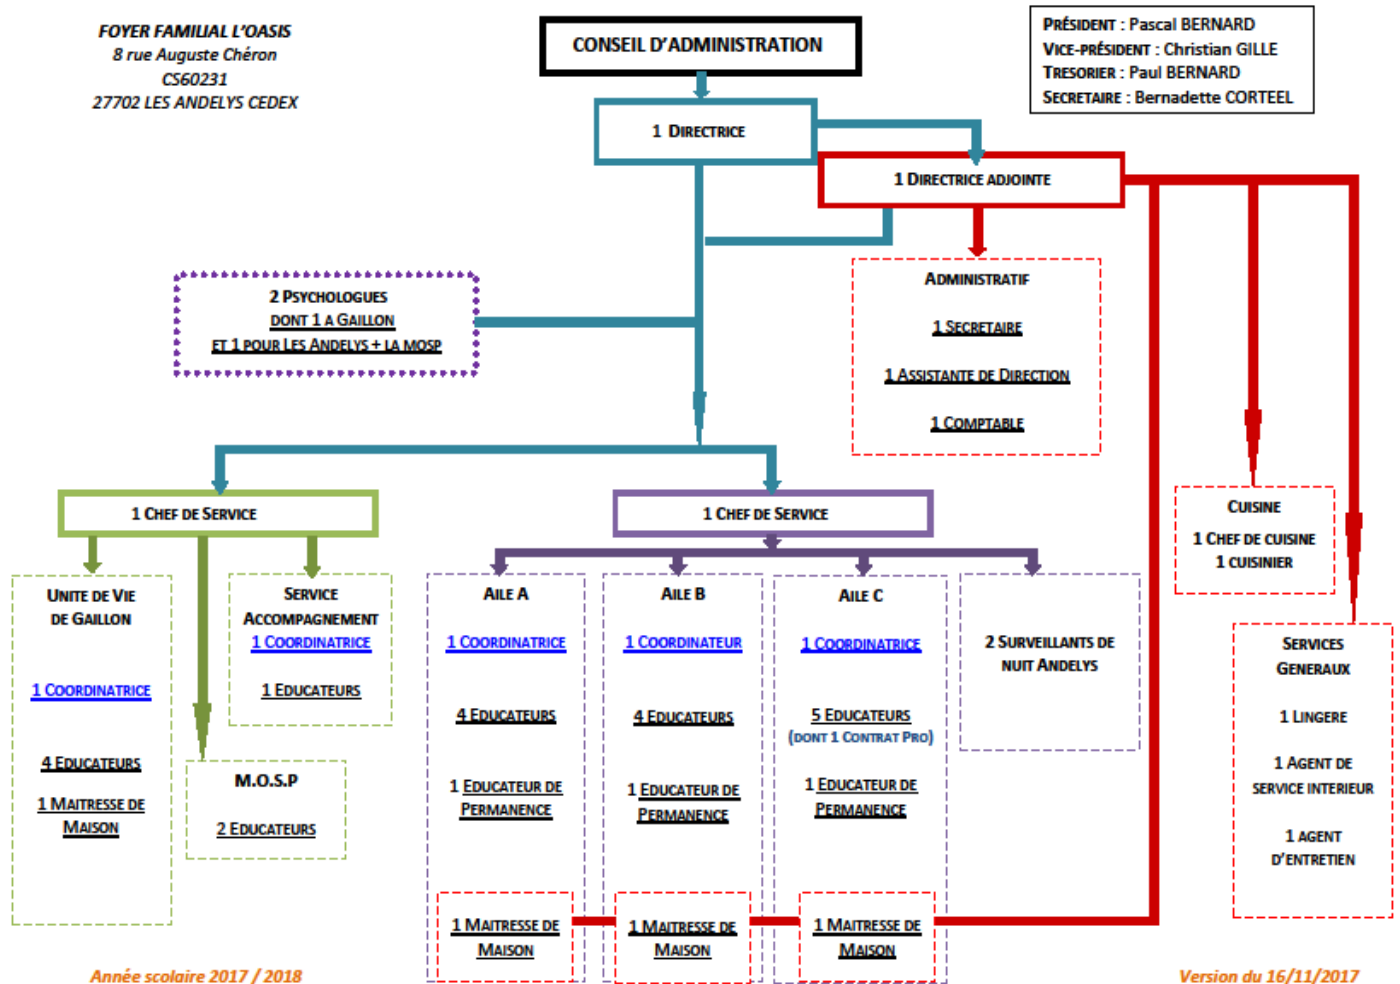 FOYER FAMILIAL L'OASIS
8 rue Auguste Chéron
CS60231
27702 LES ANDELYS CEDEX
CONSEIL D'ADMINISTRATION
PRÉSIDENT : Pascal BERNARD
VICE-PRÉSIDENT : Christian GILLE
TRESORIER : Paul BERNARD
SECRETAIRE : Bernadette CORTEEL
1 DIRECTRICE
1 DIRECTRICE ADJOINTE
2 PSYCHOLOGUES
DONT 1 A GAILLON
ET 1 POUR LES ANDELYS + LA MOSP
ADMINISTRATIF
1 SECRETAIRE
1 ASSISTANTE DE DIRECTION
1 COMPTABLE
1 CHEF DE SERVICE
1 CHEF DE SERVICE
CUISINE
1 CHEF DE CUISINE
1 CUISINIER
UNITE DE VIE
DE GAILLON
1 COORDINATRICE
4 EDUCATEURS
1 MAITRESSE DE
MAISON
M.O.S.P
2 EDUCATEURS
SERVICE
ACCOMPAGNEMENT
1 COORDINATRICE
1 EDUCATEURS
AILE A
1 COORDINATRICE
4 EDUCATEURS
1 EDUCATEUR DE
PERMANENCE
1 MAITRESSE DE
MAISON
AILE B
1 COORDINATEUR
4 EDUCATEURS
1 EDUCATEUR DE
PERMANENCE
1 MAITRESSE DE
MAISON
AILE C
1 COORDINATRICE
5 EDUCATEURS
(DONT 1 CONTRAT PRO)
1 EDUCATEUR DE
PERMANENCE
1 MAITRESSE DE
MAISON
2 SURVEILLANTS DE
NUIT ANDELYS
SERVICES
GENERAUX
1 LINGERE
1 AGENT DE
SERVICE INTERIEUR
1 AGENT
D'ENTRETIEN
Année scolaire 2017 / 2018
Version du 16/11/2017